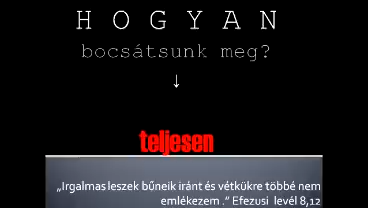 H O G Y A N
bocsátsunk meg?
↓
teljesen
„Irgalmas leszek bűneik iránt és vétkükre többé nem
emlékezem .” Efezusi levél 8,12